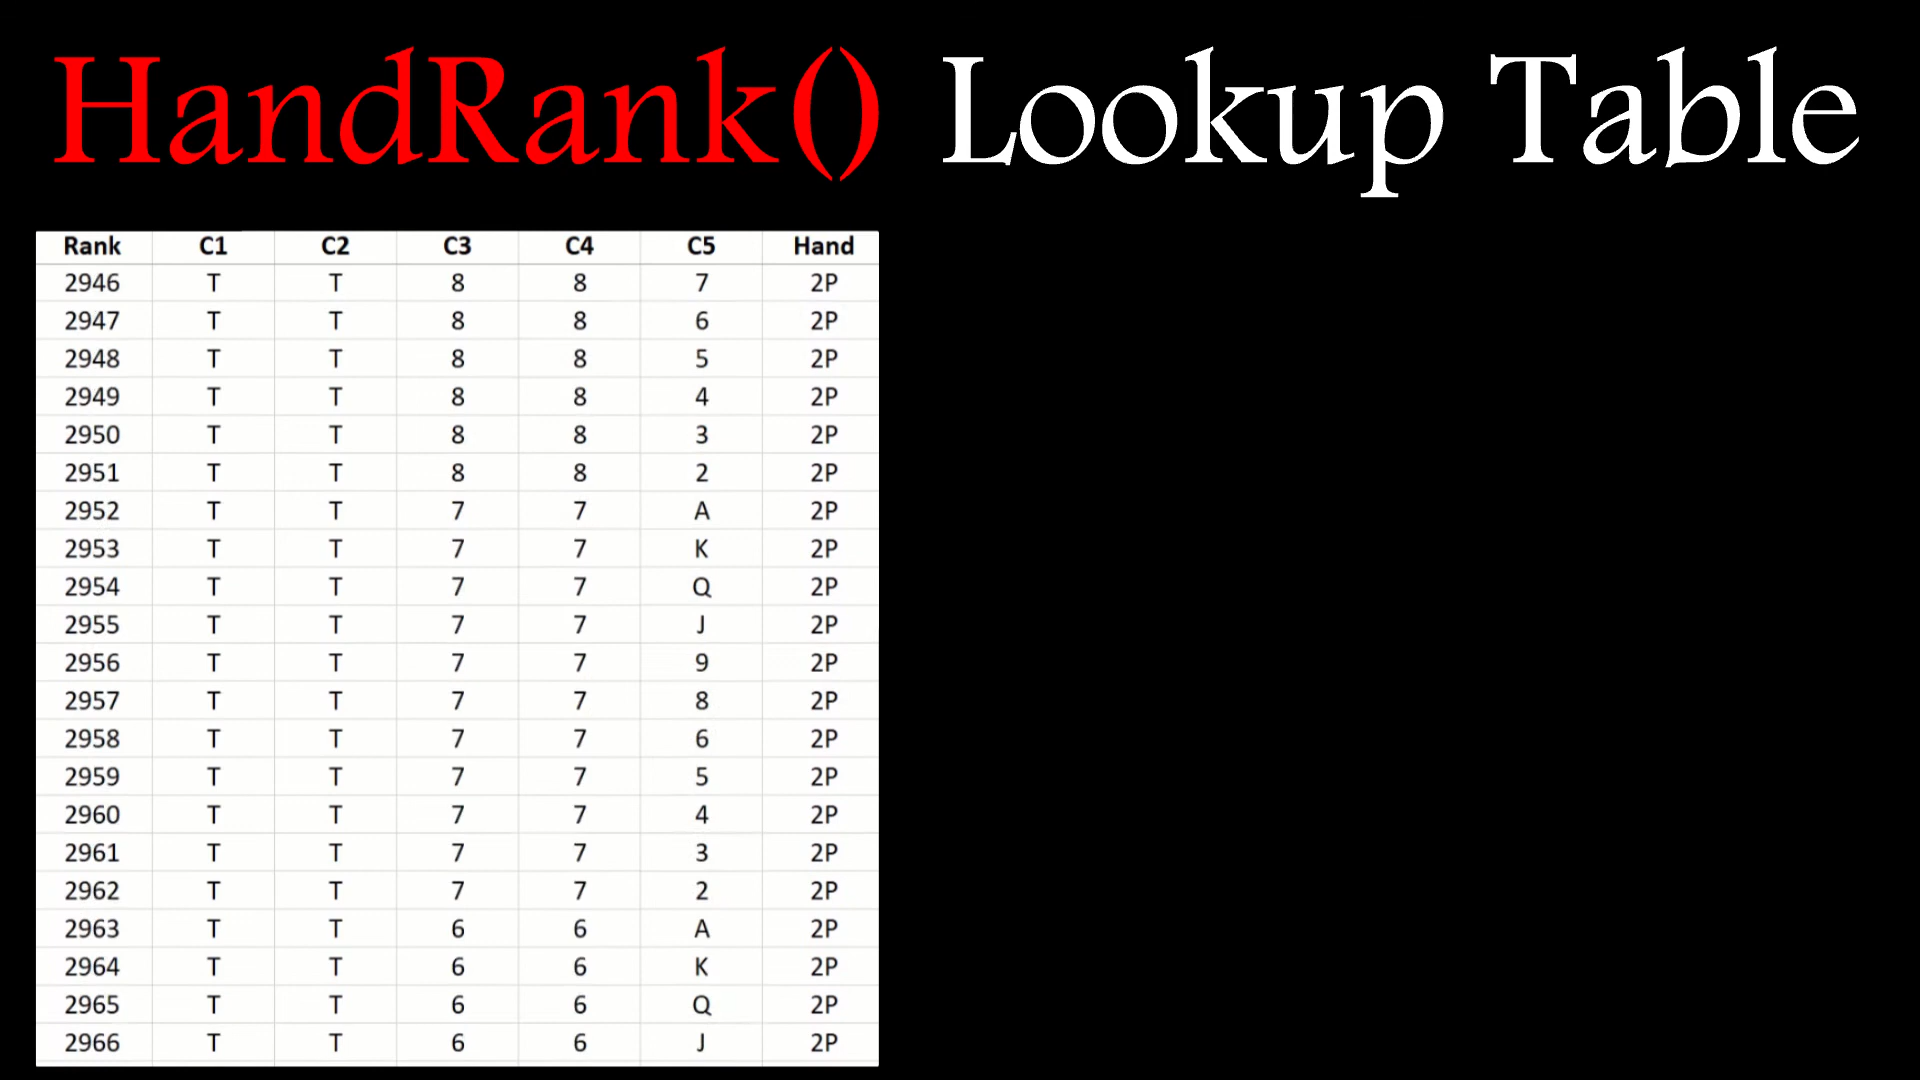 HandRank() Lookup Table
Rank C1 C2 C3 C4 C5 Hand
2946 T T 8 8 7 2P
2947 T T 8 8 6 2P
2948 T T 8 8 5 2P
2949 T T 8 8 4 2P
2950 T T 8 8 3 2P
2951 T T 8 8 2 2P
2952 T T 7 7 A 2P
2953 T T 7 7 K 2P
2954 T T 7 7 Q 2P
2955 T T 7 7 J 2P
2956 T T 7 7 9 2P
2957 T T 7 7 8 2P
2958 T T 7 7 6 2P
2959 T T 7 7 5 2P
2960 T T 7 7 4 2P
2961 T T 7 7 3 2P
2962 T T 7 7 2 2P
2963 T T 6 6 A 2P
2964 T T 6 6 K 2P
2965 T T 6 6 Q 2P
2966 T T 6 6 J 2P